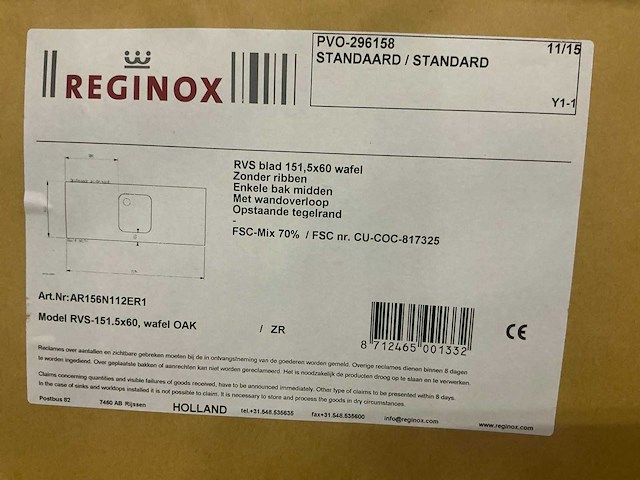 REGINOX
PVO-296158 11/15
STANDAARD / STANDARD
Y1-1
RVS blad 151,5x60 wafel
Zonder ribben
Enkele bak midden
Met wandoverloop
Opstaande tegelrand
-
FSC-Mix 70% / FSC nr. CU-COC-817325
Art.Nr:AR156N112ER1
Model RVS-151.5x60, wafel OAK / ZR
8 712465 001332
CE
Reclames over aantallen en zichtbare gebreken moeten bij de in ontvangstneming van de goederen worden gemeld. Overige reclames dienen binnen 8 dagen
te worden ingediend. Over geplaatste bakken of aanrechten kan niet worden gereclameerd. Het is noodzakelijk de producten droog op te slaan en te verwerken.
Claims concerning quantities and visible failures of goods received, have to be announced immediately. Other type of claims to be presented within 8 days.
In the case of sinks and worktops installed it is not possible to claim. It is necessary to store and process the goods in dry circumstances.
Postbus 112 7460 AB Rijssen HOLLAND tel.+31.548.535635 fax+31.548.535600 info@reginox.com www.reginox.com